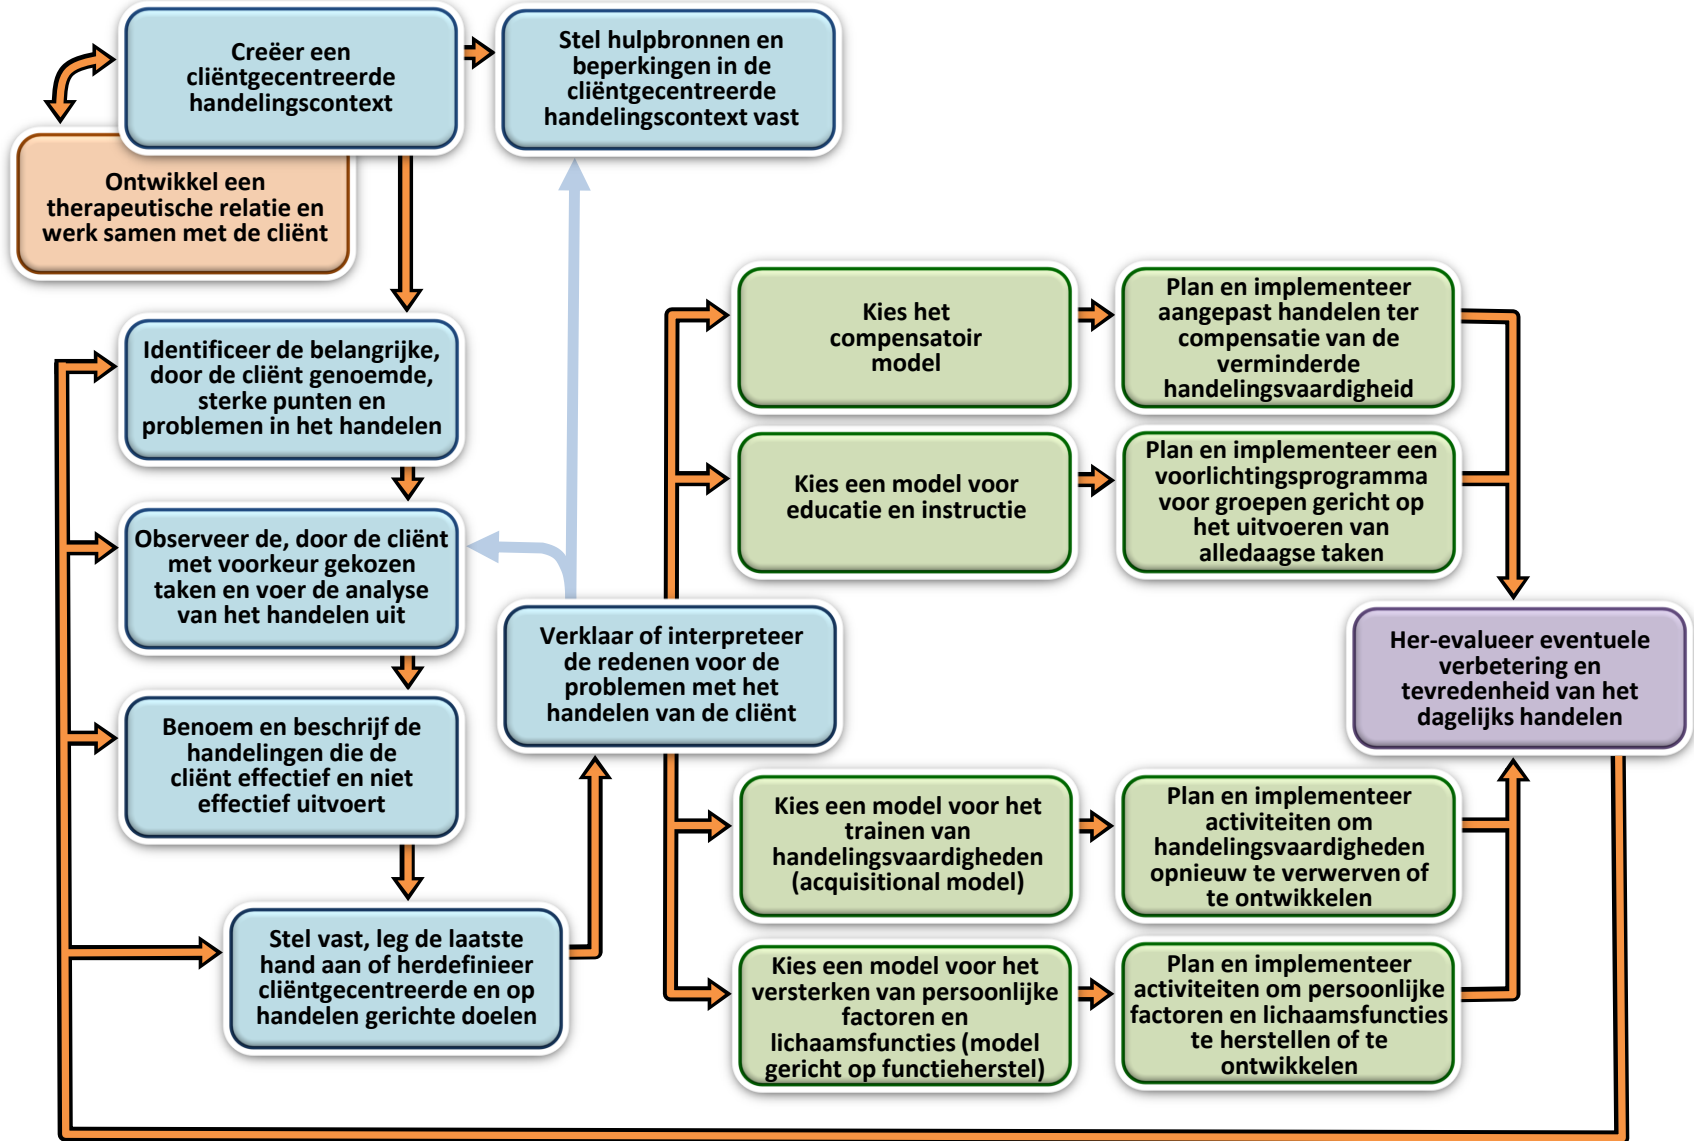 Creëer een
cliëntgecentreerde
handelingscontext
Stel hulpbronnen en
beperkingen in de
cliëntgecentreerde
handelingscontext vast
Ontwikkel een
therapeutische relatie en
werk samen met de cliënt
Identificeer de belangrijke,
door de cliënt genoemde,
sterke punten en
problemen in het handelen
Observeer de, door de cliënt
met voorkeur gekozen
taken en voer de analyse
van het handelen uit
Benoem en beschrijf de
handelingen die de
cliënt effectief en niet
effectief uitvoert
Stel vast, leg de laatste
hand aan of herdefinieer
cliëntgecentreerde en op
handelen gerichte doelen
Verklaar of interpreteer
de redenen voor de
problemen met het
handelen van de cliënt
Kies het
compensatoir
model
Plan en implementeer
aangepast handelen ter
compensatie van de
verminderde
handelingsvaardigheid
Kies een model voor
educatie en instructie
Plan en implementeer een
voorlichtingsprogramma
voor groepen gericht op
het uitvoeren van
alledaagse taken
Kies een model voor het
trainen van
handelingsvaardigheden
(acquisitional model)
Plan en implementeer
activiteiten om
handelingsvaardigheden
opnieuw te verwerven of
te ontwikkelen
Kies een model voor het
versterken van persoonlijke
factoren en
lichaamsfuncties (model
gericht op functieherstel)
Plan en implementeer
activiteiten om persoonlijke
factoren en lichaamsfuncties
te herstellen of te
ontwikkelen
Her-evalueer eventuele
verbetering en
tevredenheid van het
dagelijks handelen